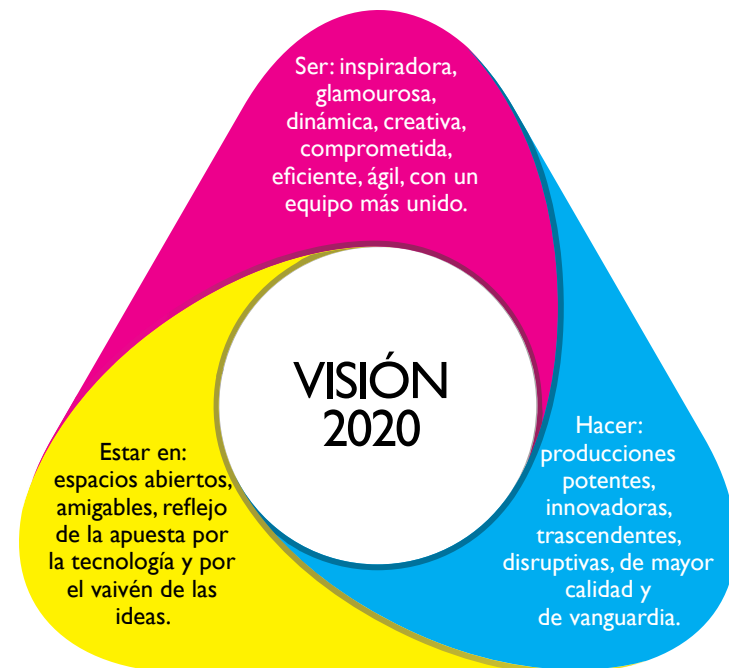 Ser: inspiradora,
glamourosa,
dinámica, creativa,
comprometida,
eficiente, ágil, con un
equipo más unido.
VISIÓN
2020
Estar en:
espacios abiertos,
amigables, reflejo
de la apuesta por
la tecnología y por
el vaivén de las
ideas.
Hacer:
producciones
potentes,
innovadoras,
trascendentes,
disruptivas, de mayor
calidad y
de vanguardia.